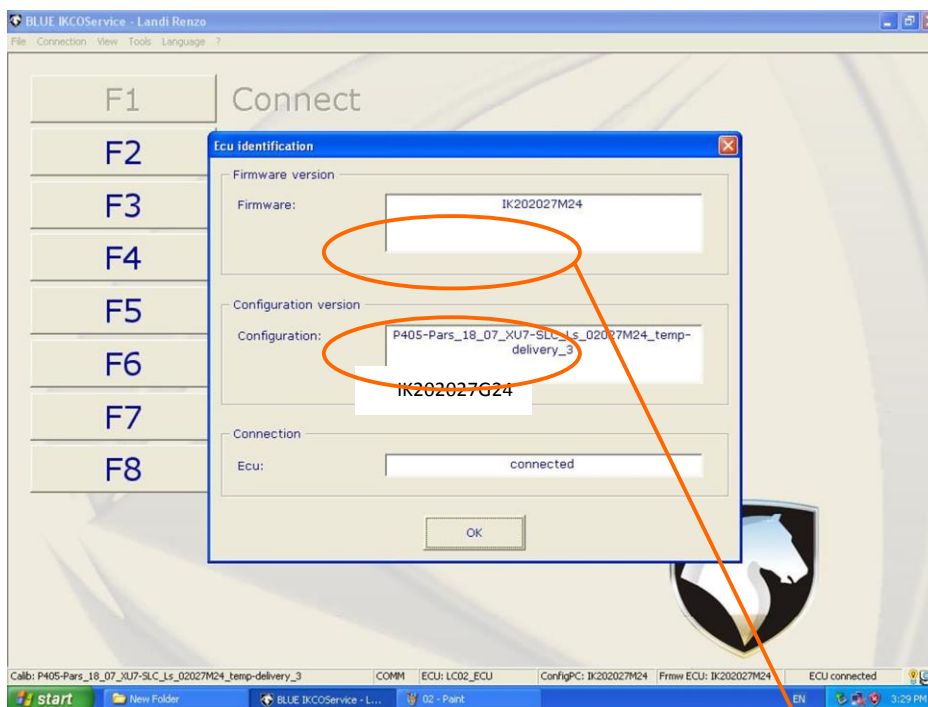 BLUE IKCOService - Landi Renzo
File Connection View Tools Language ?
F1 Connect
F2
F3
F4
F5
F6
F7
F8
Ecu identification
Firmware version
Firmware: IK202027M24
Configuration version
Configuration: P405-Pars_18_07_XU7-SLC_Ls_02027M24_temp-
delivery_3
IK202027G24
Connection
Ecu: connected
OK
Calib: P405-Pars_18_07_XU7-SLC_Ls_02027M24_temp-delivery_3 COMM ECU: LC02_ECU ConfigPC: IK202027M24 Frmw ECU: IK202027M24 ECU connected
start New Folder BLUE IKCOService - L... 02 - Paint EN 3:29 PM